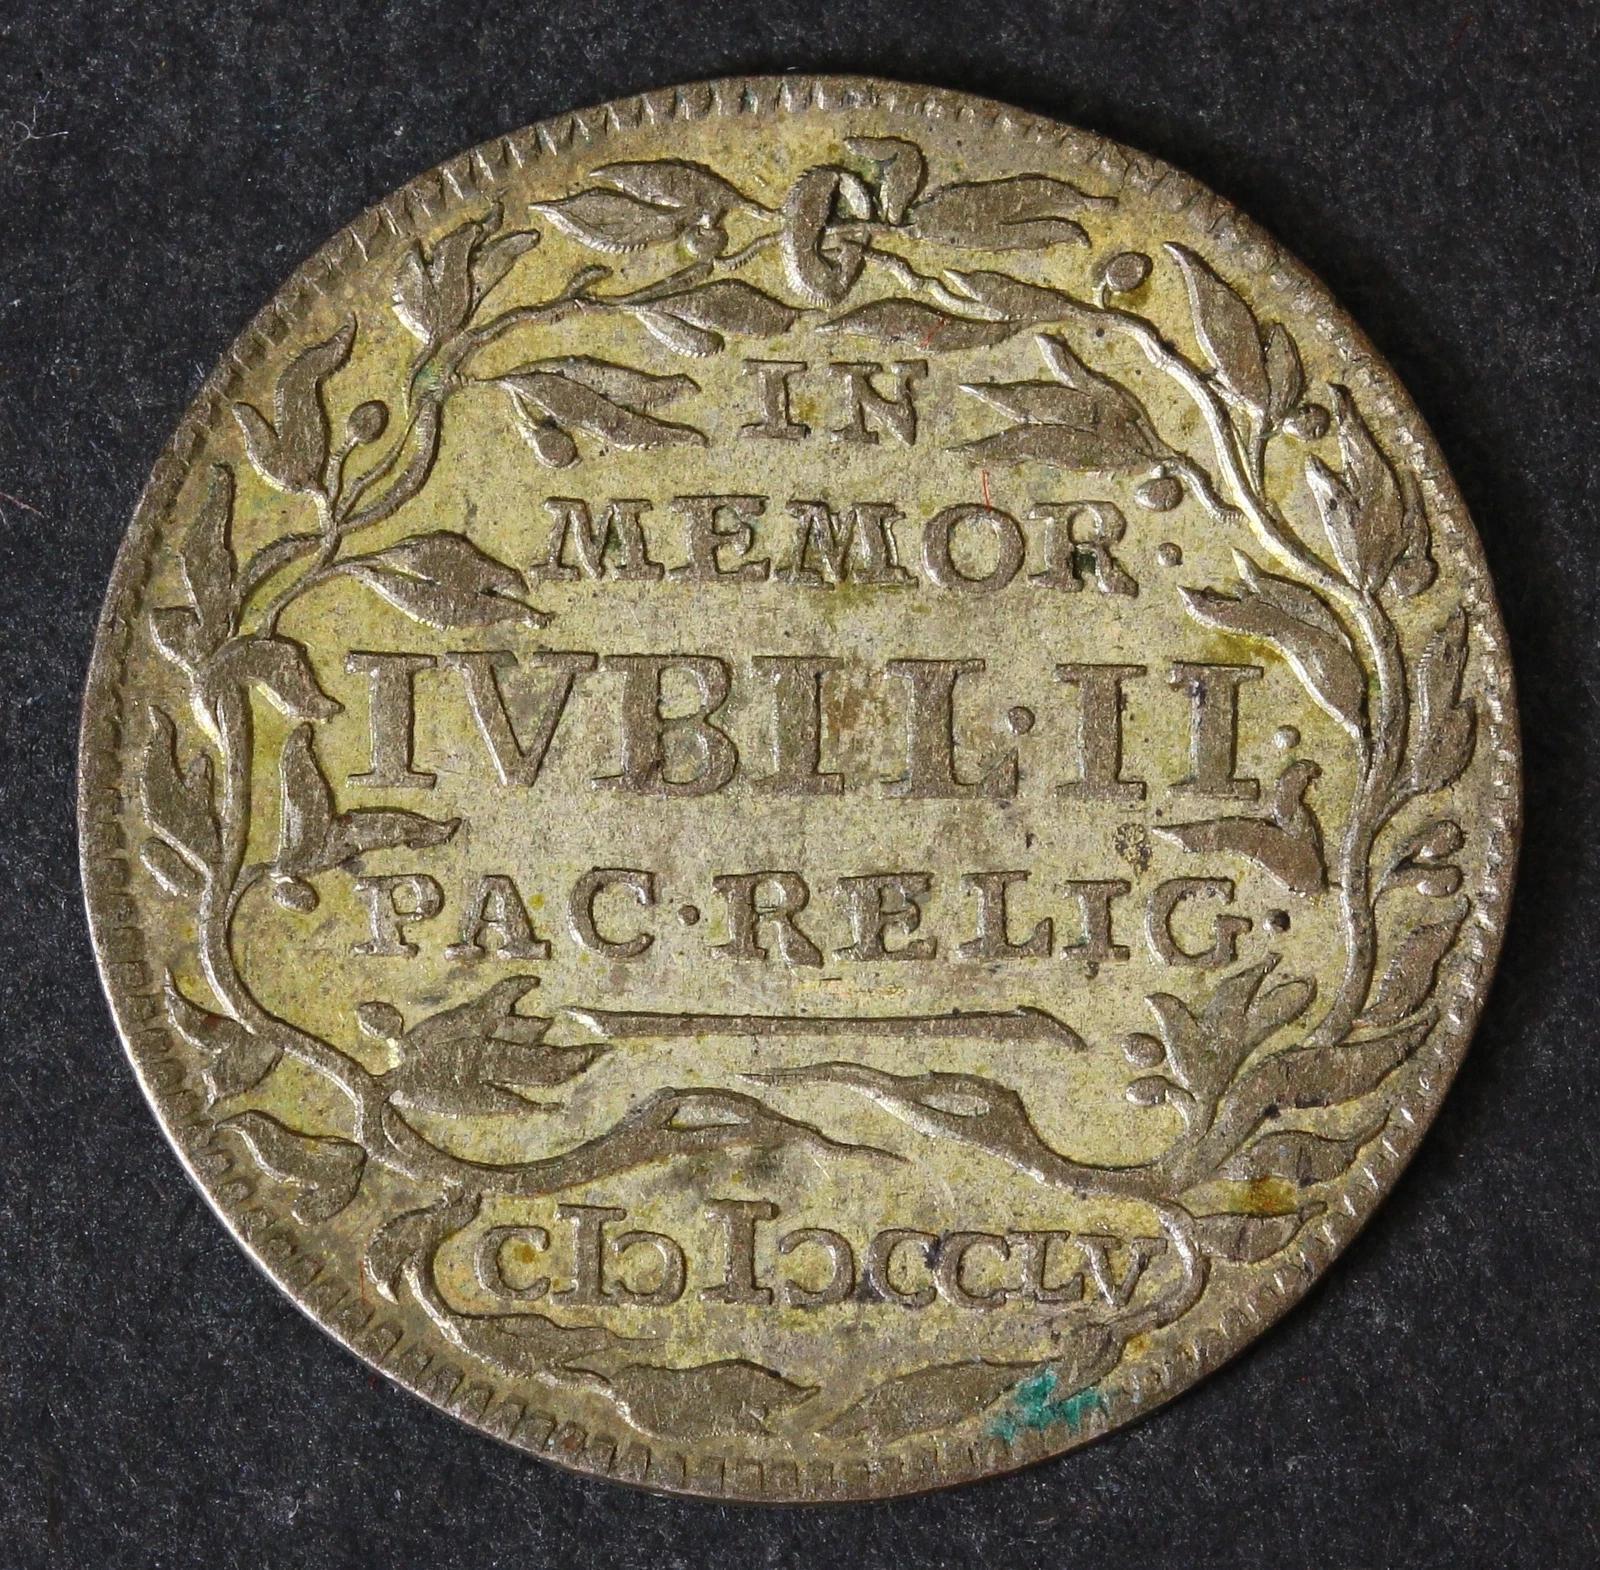 IN
MEMOR·
IVBIL·II·
PAC·RELIG·
CIↃIↃCCLV